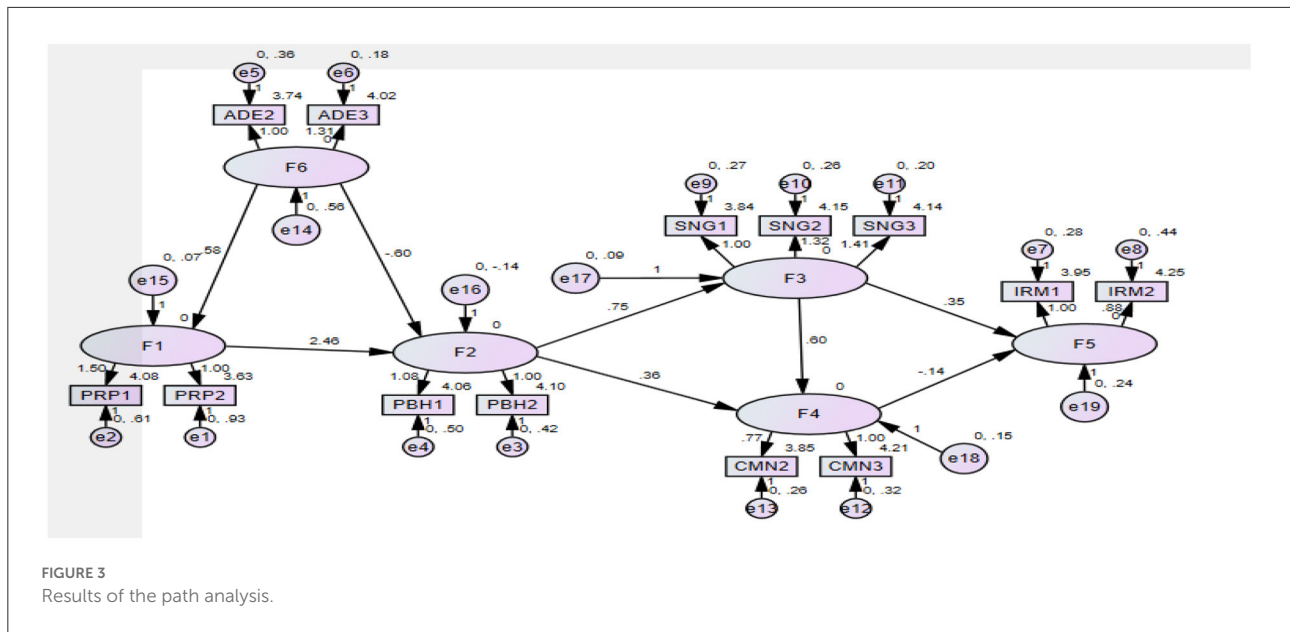 0, .36 0, .18
e5 e6
1 3.74 1 4.02
ADE2 ADE3
1.00 1.31
0
F6
1
0, .56
e14
.58 -.60
0, .27 0, .26 0, .20
e9 e10 e11
1 3.84 1 4.15 1 4.14
SNG1 SNG2 SNG3
1.00 1.32 1.41
0
F3
0, .09
e17 1
0, .28 0, .44
e7 e8
1 3.95 1 4.25
IRM1 IRM2
1.00 .88
0
F5
1
0, .24
e19
0, .07
e15
1
0
F1
2.46
0, -.14
e16
1
0
F2
.75
.36
.35
.60
-.14
1.50 4.08 1.00 3.63
PRP1 PRP2
1 1
0, .61 0, .93
e2 e1
1.08 4.06 1.00 4.10
PBH1 PBH2
1 1
0, .50 0, .42
e4 e3
0
F4
1 0, .15
e18
.77 3.85 1.00 4.21
CMN2 CMN3
1 1
0, .26 0, .32
e13 e12
FIGURE 3
Results of the path analysis.